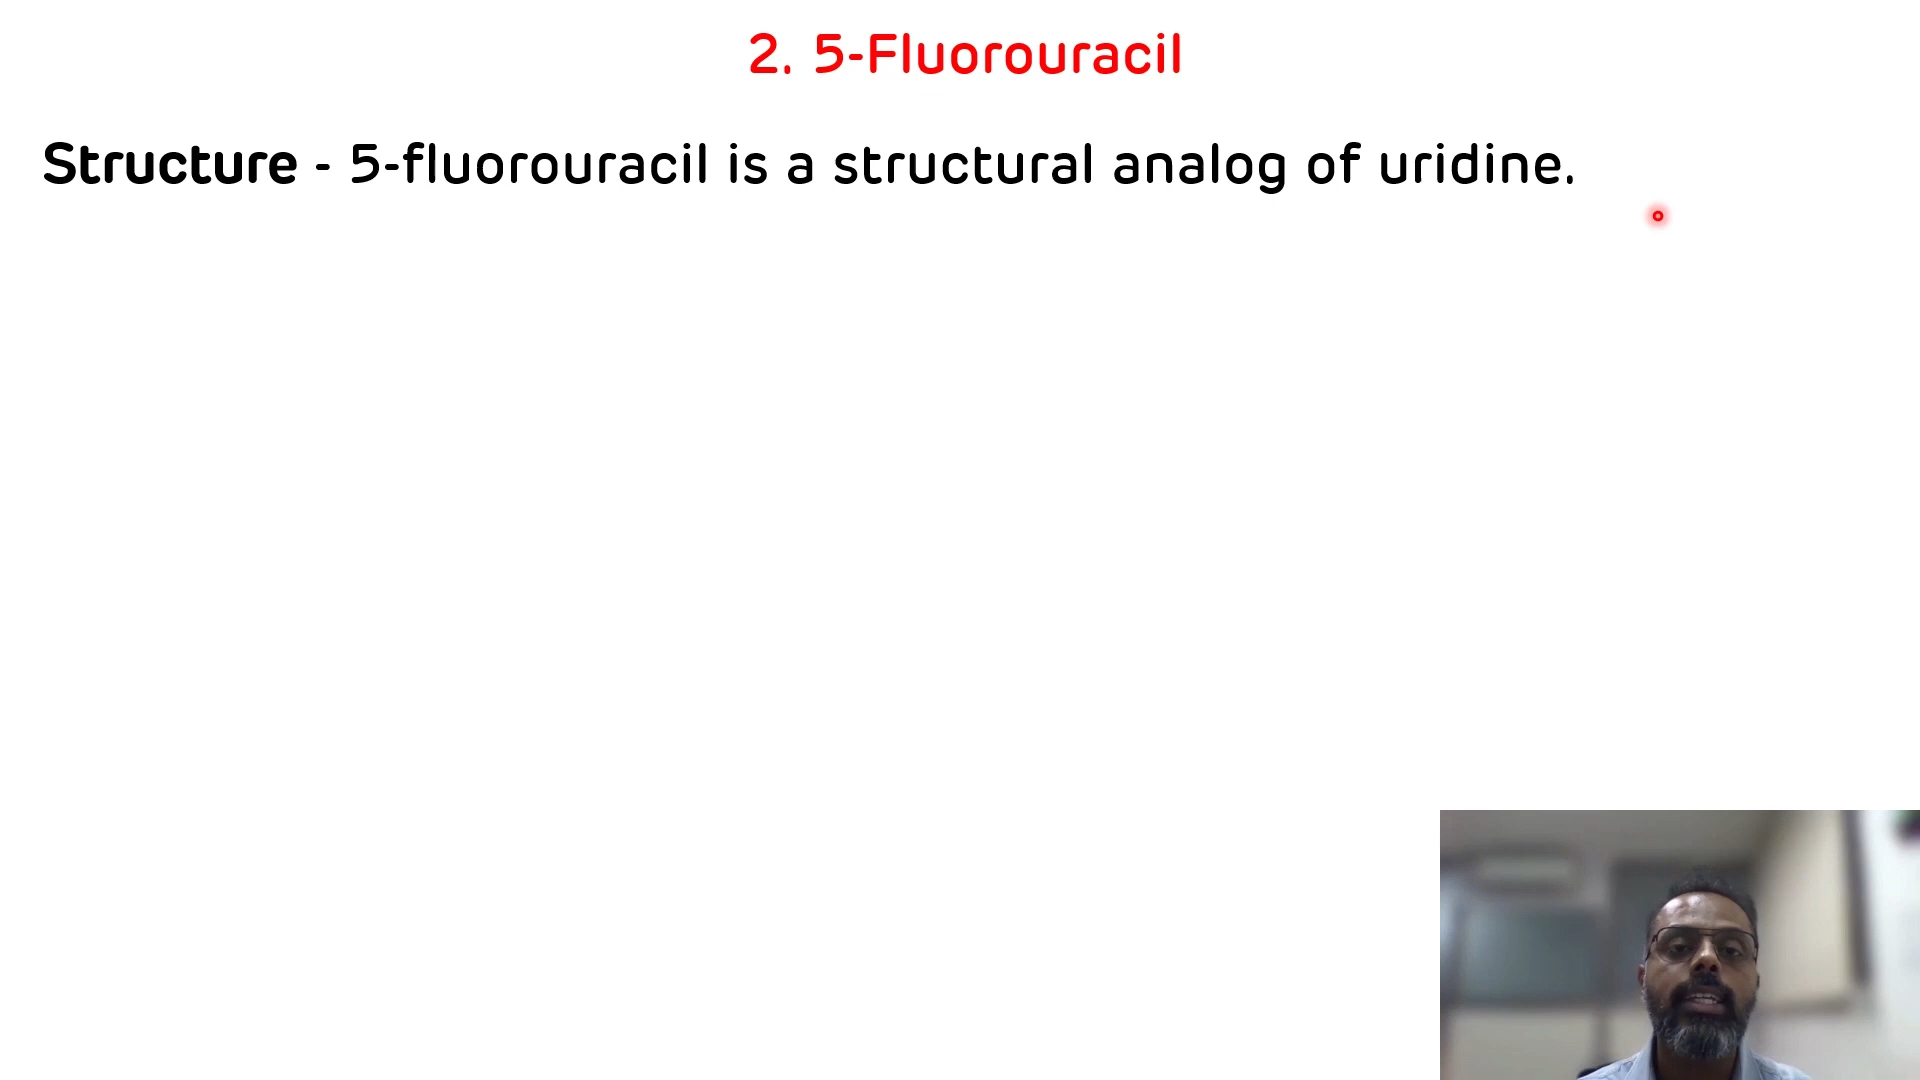 2. 5-Fluorouracil
Structure - 5-fluorouracil is a structural analog of uridine.